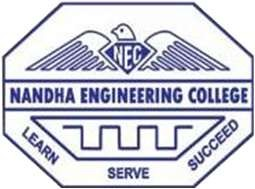 NEC
NANDHA ENGINEERING COLLEGE
LEARN
SERVE
SUCCEED